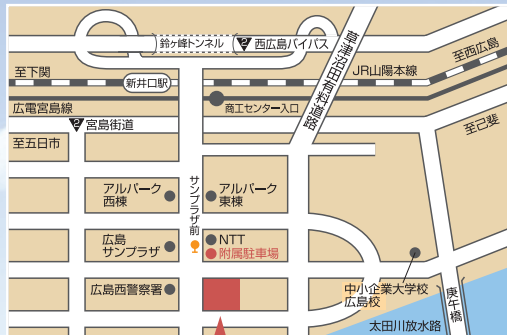 鈴ヶ峰トンネル
2
西広島バイパス
草津沼田有料道路
至西広島
至下関
新井口駅
JR山陽本線
広電宮島線
商工センター入口
2
宮島街道
至己斐
至五日市
サンプラザ前
アルパーク
西棟
アルパーク
東棟
広島
サンプラザ
NTT
附属駐車場
広島西警察署
中小企業大学校
広島校
庚午橋
太田川放水路